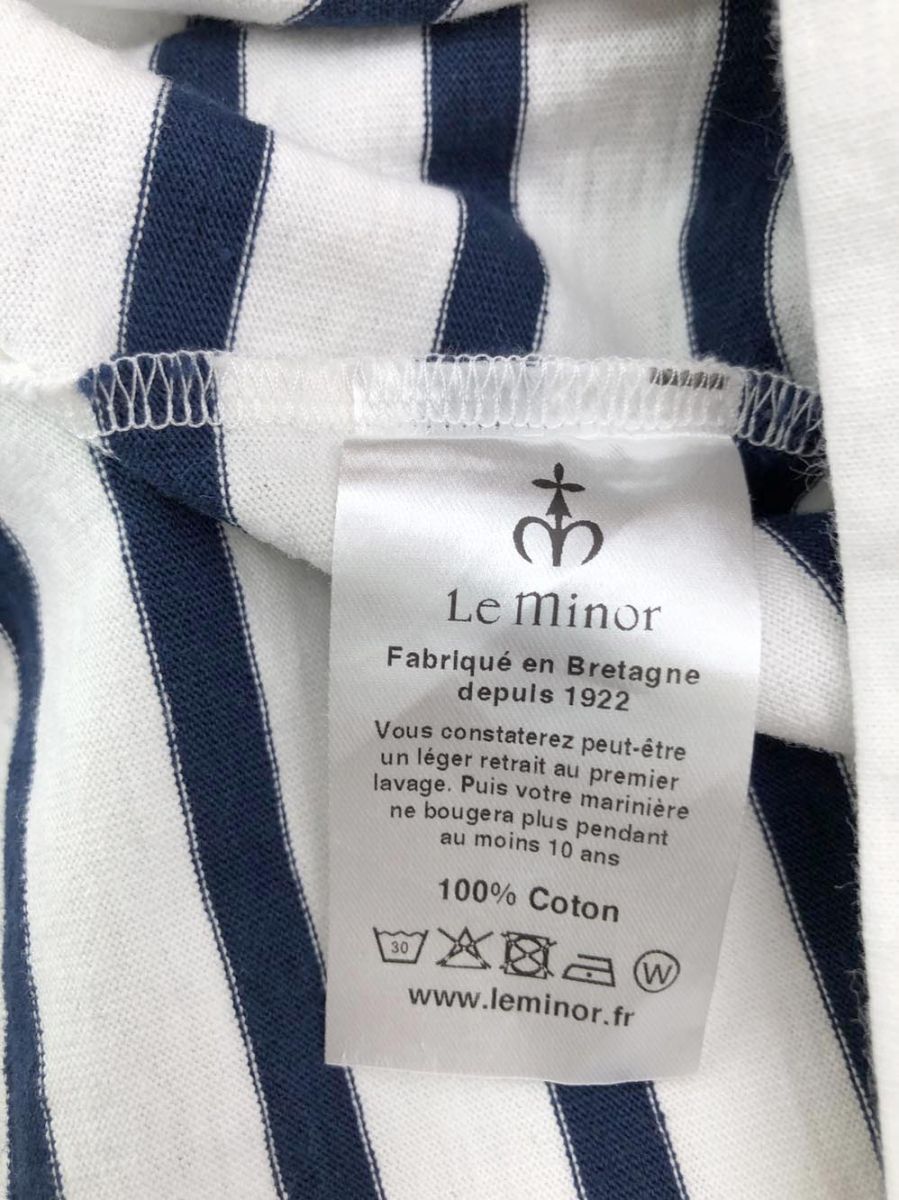 Le Minor
Fabriqué en Bretagne
depuis 1922
Vous constaterez peut-être
un léger retrait au premier
lavage. Puis votre marinière
ne bougera plus pendant
au moins 10 ans
100% Coton
30
W
www.leminor.fr